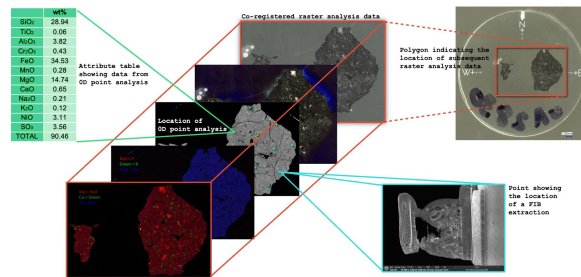 wt%
SiO₂ 28.94
TiO₂ 0.06
Al₂O₃ 3.82
Cr₂O₃ 0.43
FeO 34.53
MnO 0.28
MgO 14.74
CaO 0.65
Na₂O 0.21
K₂O 0.12
NiO 3.11
SO₃ 3.56
TOTAL 90.46
Attribute table
showing data from
0D point analysis
Co-registered raster analysis data
Polygon indicating the
location of subsequent
raster analysis data
N
W
E
Location of
0D point analysis
Point showing
the location
of a FIB
extraction
Mg = Red